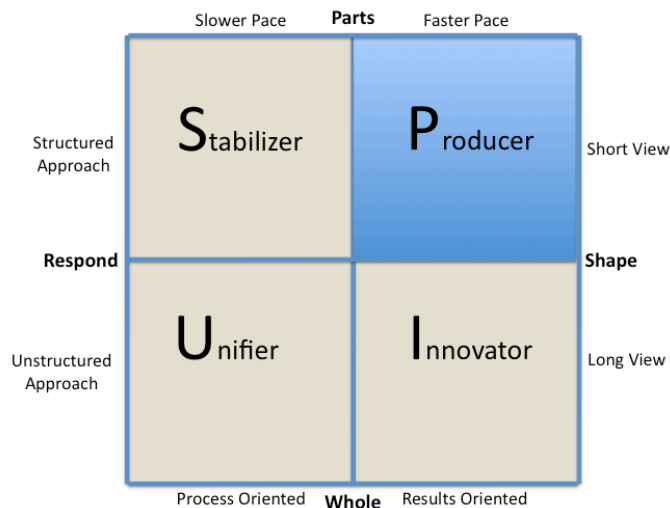 Slower Pace Parts Faster Pace
Stabilizer Producer
Structured
Approach
Short View
Respond Shape
Unifier Innovator
Unstructured
Approach
Long View
Process Oriented Whole Results Oriented